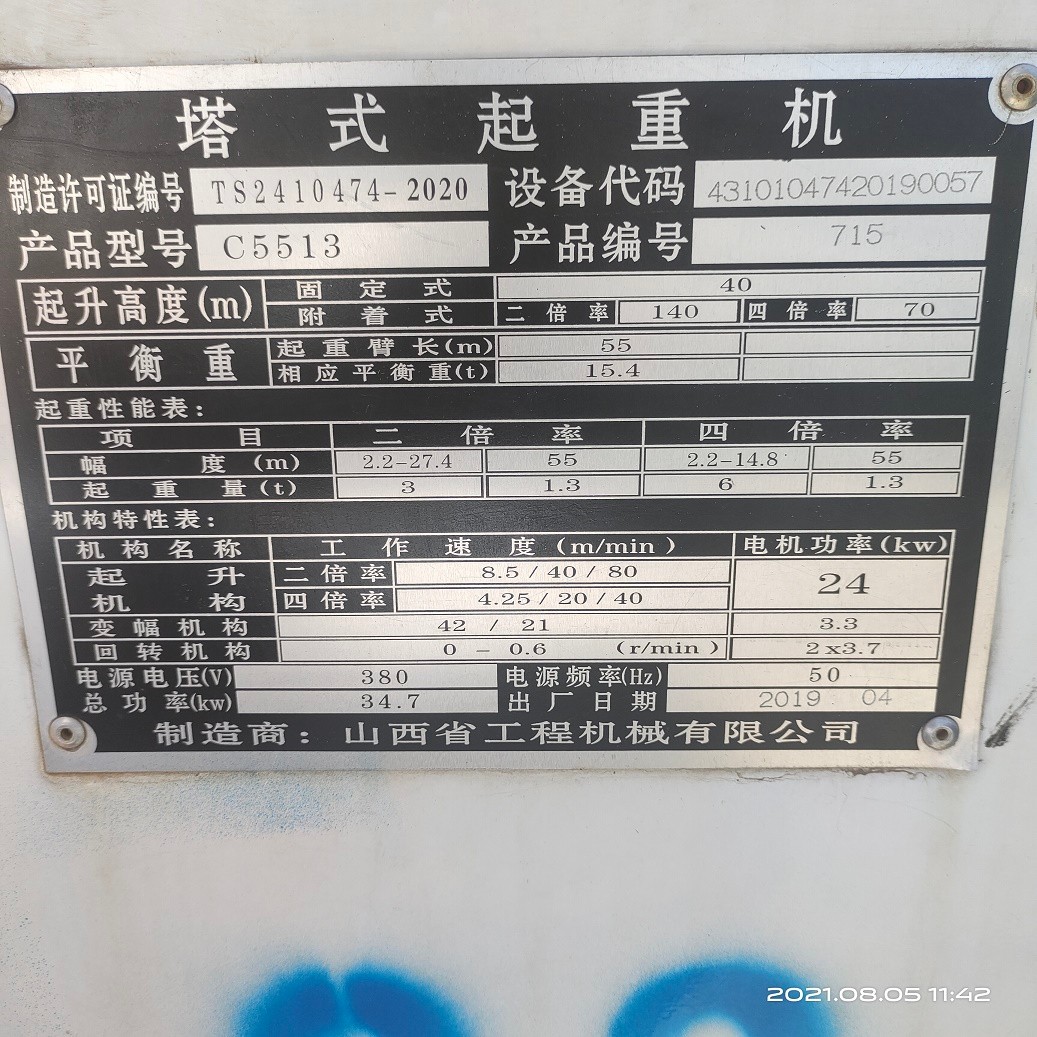 塔式起重机
制造许可证编号 TS2410474-2020 设备代码 43101047420190057
产品型号 C5513 产品编号 715
起升高度(m) 固定式 40
附着式 二倍率 140 四倍率 70
平衡重 起重臂长(m) 55
相应平衡重(t) 15.4
起重性能表：
项目 二倍率 四倍率
幅度(m) 2.2-27.4 55 2.2-14.8 55
起重量(t) 3 1.3 6 1.3
机构特性表：
机构名称 工作速度(m/min) 电机功率(kw)
起升 二倍率 8.5/40/80 24
机构 四倍率 4.25/20/40
变幅机构 42/21 3.3
回转机构 0-0.6 (r/min) 2x3.7
电源电压(V) 380 电源频率(Hz) 50
总功率(kw) 34.7 出厂日期 2019 04
制造商：山西省工程机械有限公司
2021.08.05 11:42